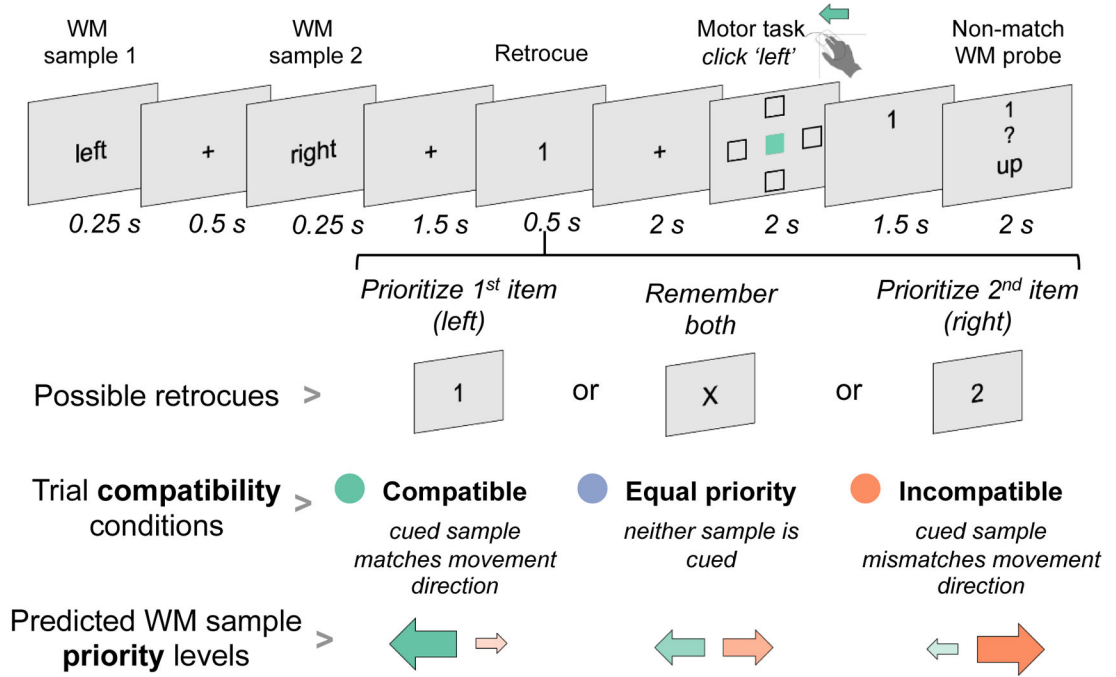 WM
sample 1
WM
sample 2
Retrocue
Motor task
click ‘left’
Non-match
WM probe
left
+
right
+
1
+
1
1
?
up
0.25 s
0.5 s
0.25 s
1.5 s
0.5 s
2 s
2 s
1.5 s
2 s
Prioritize 1st item
(left)
Remember
both
Prioritize 2nd item
(right)
Possible retrocues >
1
or
X
or
2
Trial compatibility
conditions
>
Compatible
cued sample
matches movement
direction
Equal priority
neither sample is
cued
Incompatible
cued sample
mismatches movement
direction
Predicted WM sample
priority levels
>